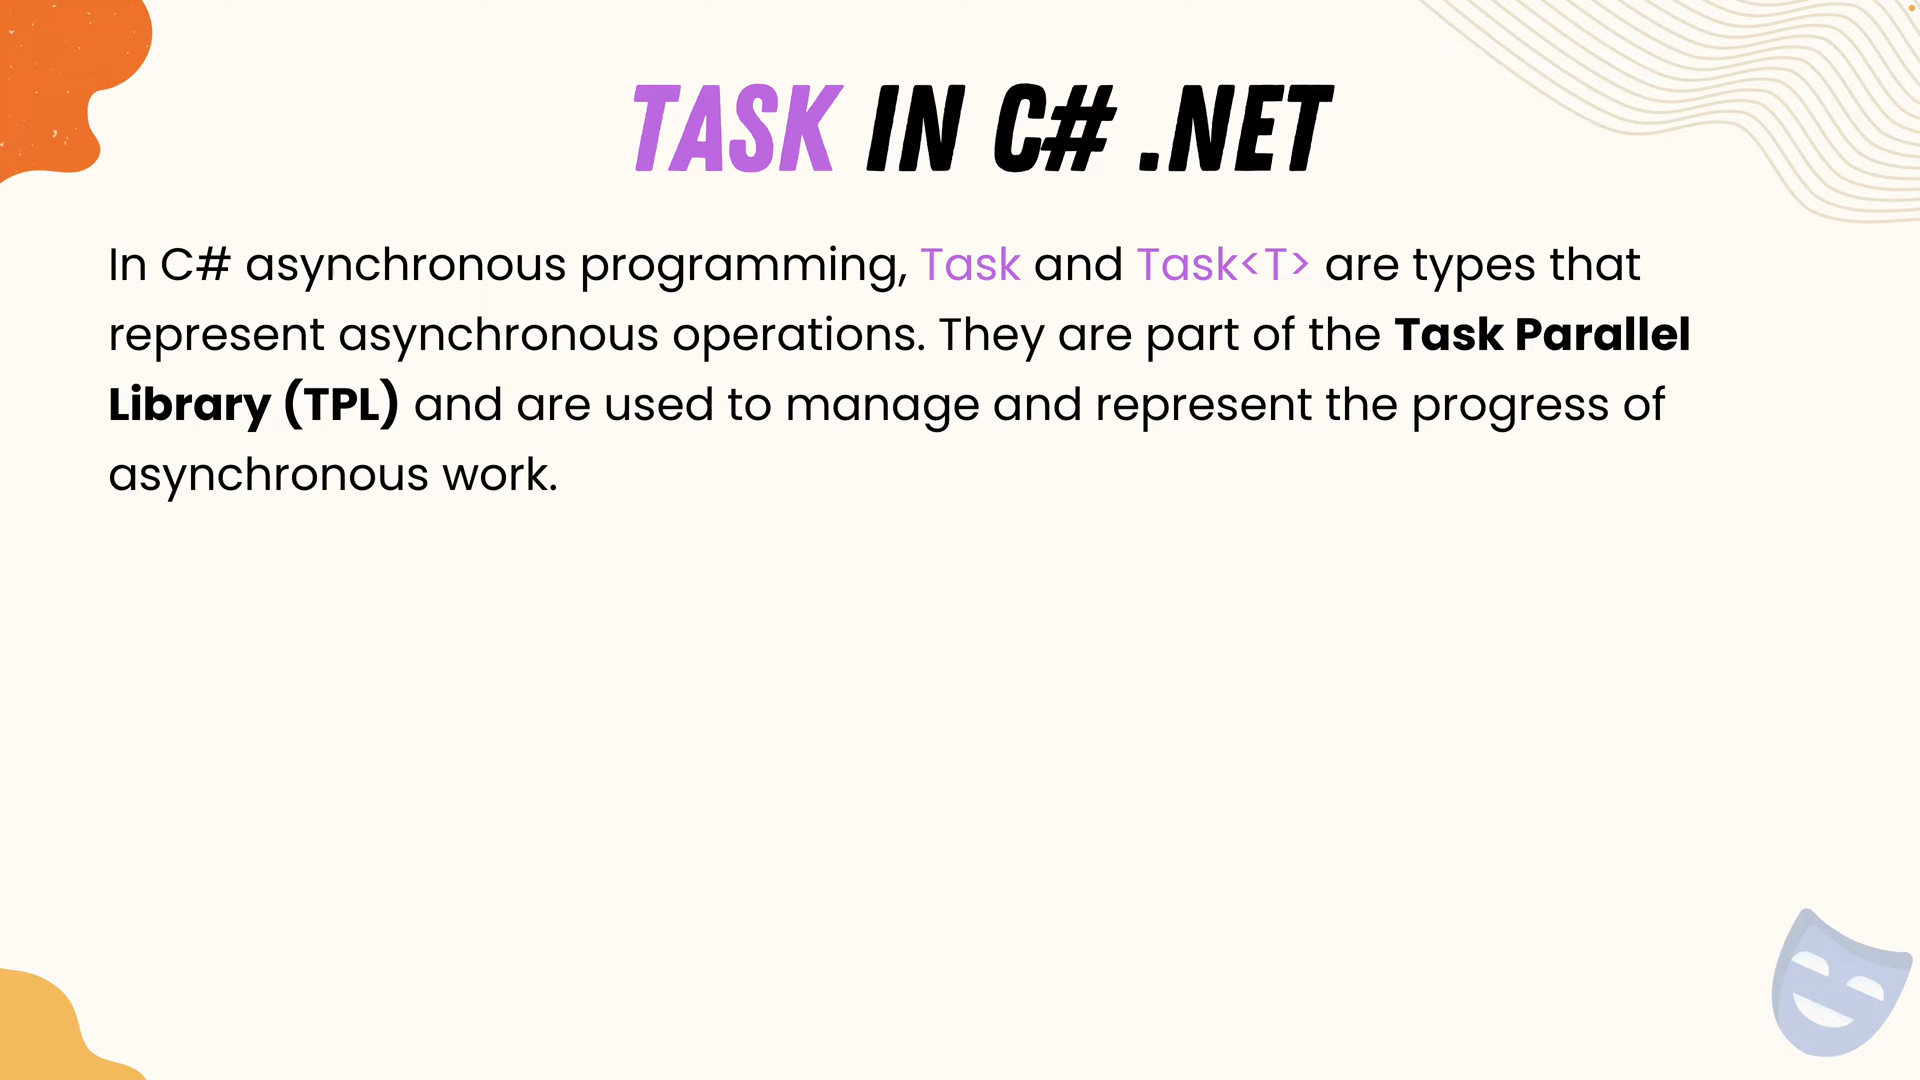 TASK IN C# .NET
In C# asynchronous programming, Task and Task<T> are types that
represent asynchronous operations. They are part of the Task Parallel
Library (TPL) and are used to manage and represent the progress of
asynchronous work.